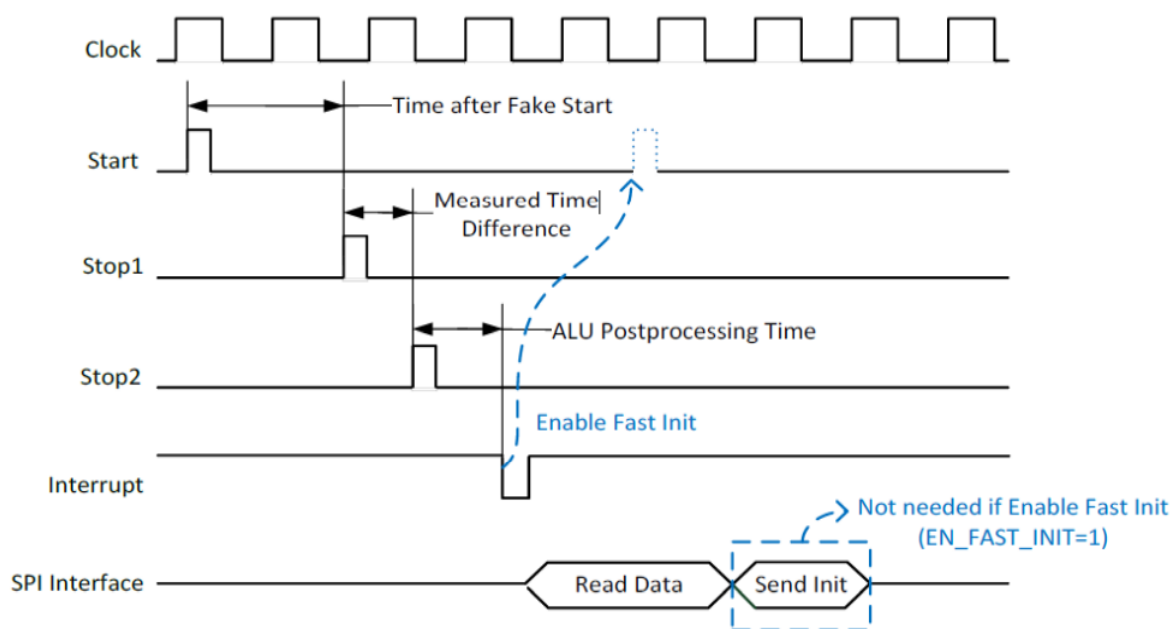 Clock
Time after Fake Start
Start
Measured Time
Difference
Stop1
ALU Postprocessing Time
Stop2
Enable Fast Init
Interrupt
Not needed if Enable Fast Init
(EN_FAST_INIT=1)
SPI Interface
Read Data
Send Init